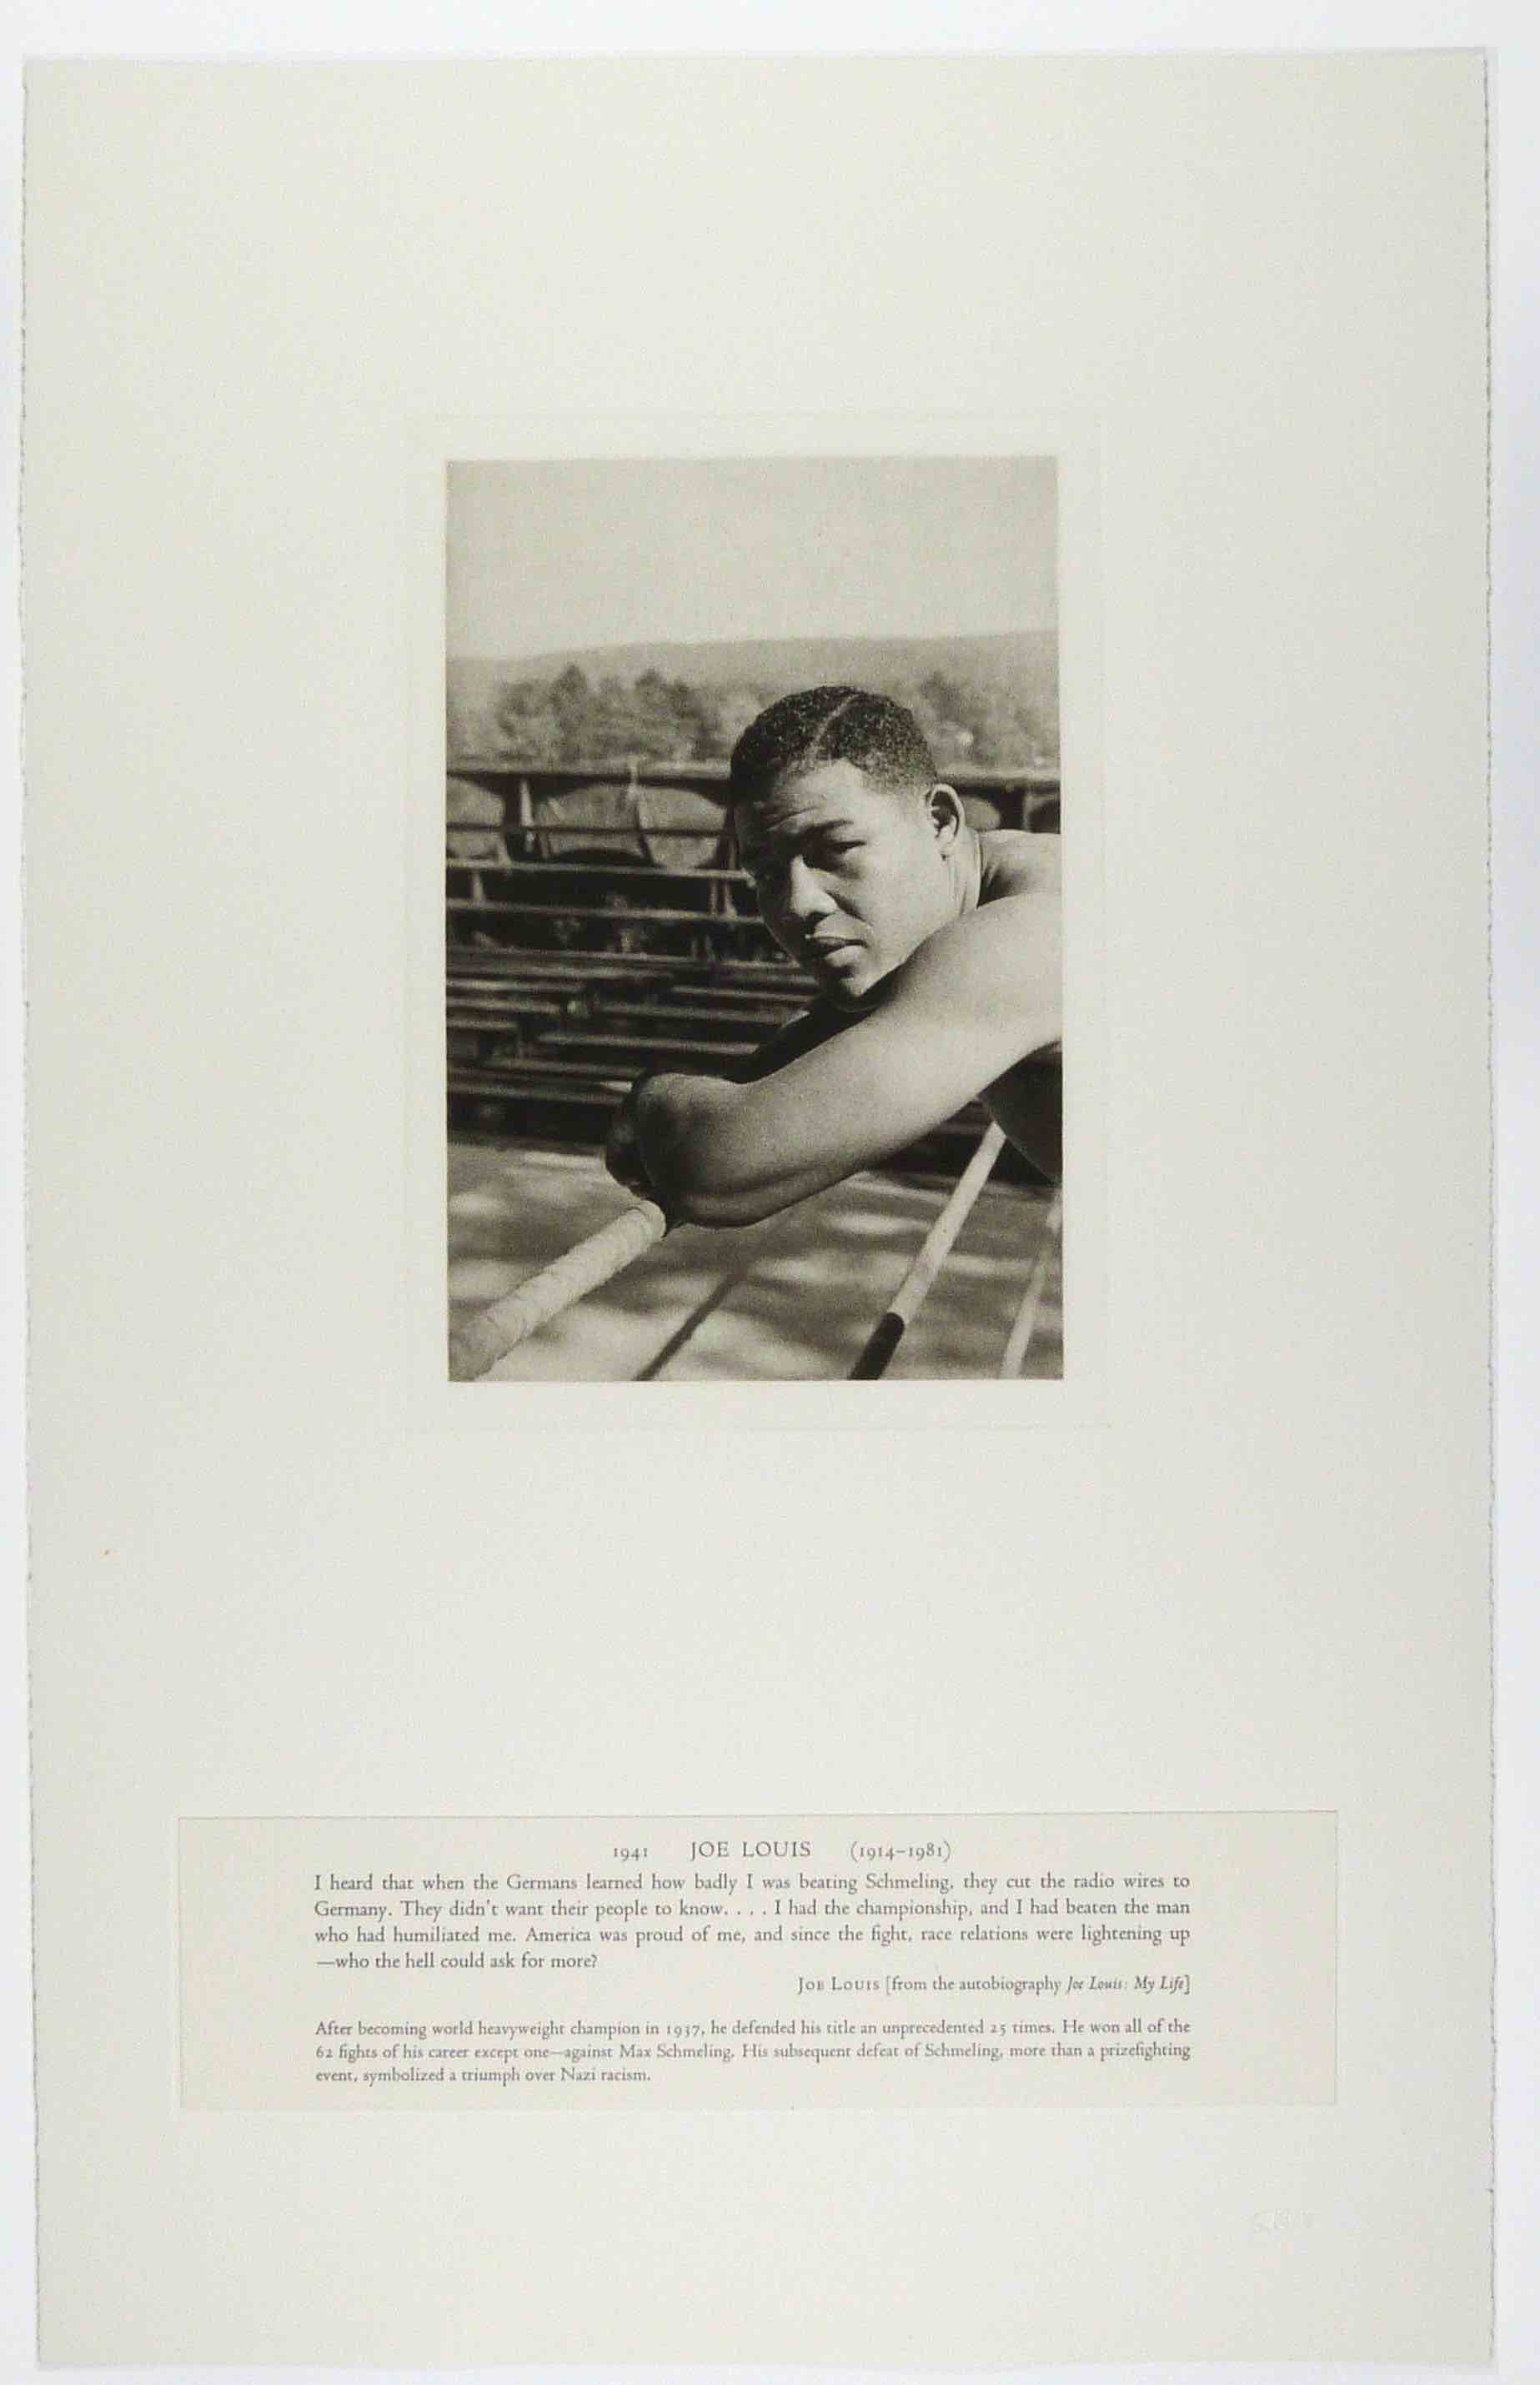 1941 JOE LOUIS (1914–1981)
I heard that when the Germans learned how badly I was beating Schmeling, they cut the radio wires to
Germany. They didn't want their people to know. . . . I had the championship, and I had beaten the man
who had humiliated me. America was proud of me, and since the fight, race relations were lightening up
—who the hell could ask for more?
JOE LOUIS [from the autobiography Joe Louis: My Life]
After becoming world heavyweight champion in 1937, he defended his title an unprecedented 25 times. He won all of the
62 fights of his career except one—against Max Schmeling. His subsequent defeat of Schmeling, more than a prizefighting
event, symbolized a triumph over Nazi racism.